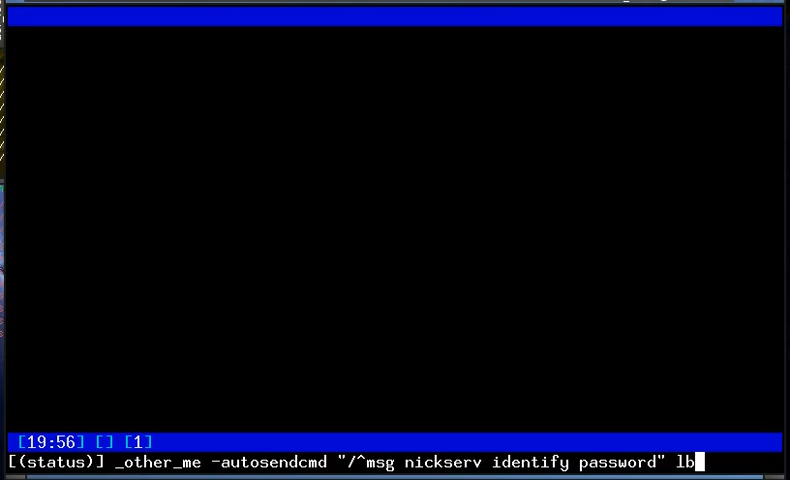 [19:56] [] [1]
[(status)] _other_me -autosendcmd "/^msg nickserv identify password" lb